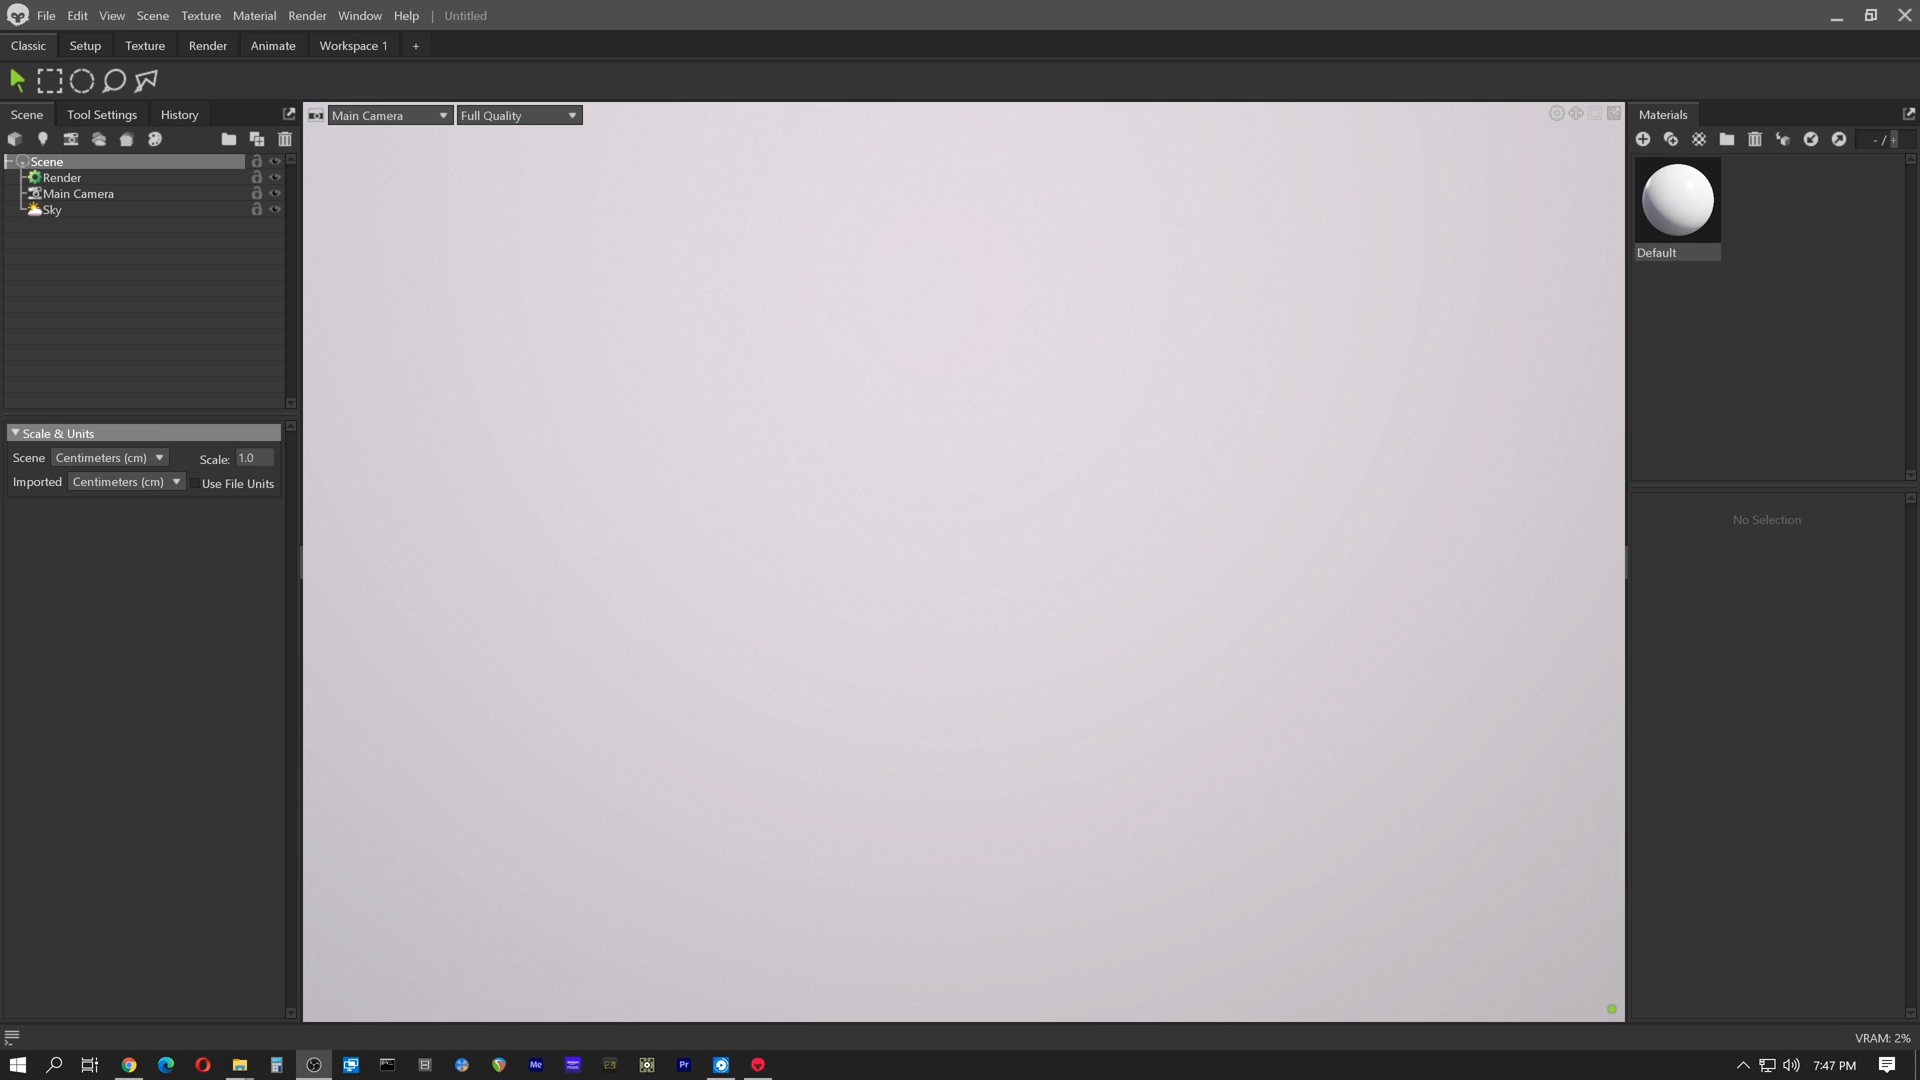 File Edit View Scene Texture Material Render Window Help | Untitled
Classic Setup Texture Render Animate Workspace 1 +
Scene Tool Settings History
Main Camera Full Quality
Materials
- / +
Scene
Render
Main Camera
Sky
Default
Scale & Units
Scene Centimeters (cm) Scale: 1.0
Imported Centimeters (cm) Use File Units
No Selection
VRAM: 2%
Me
Pr
7:47 PM